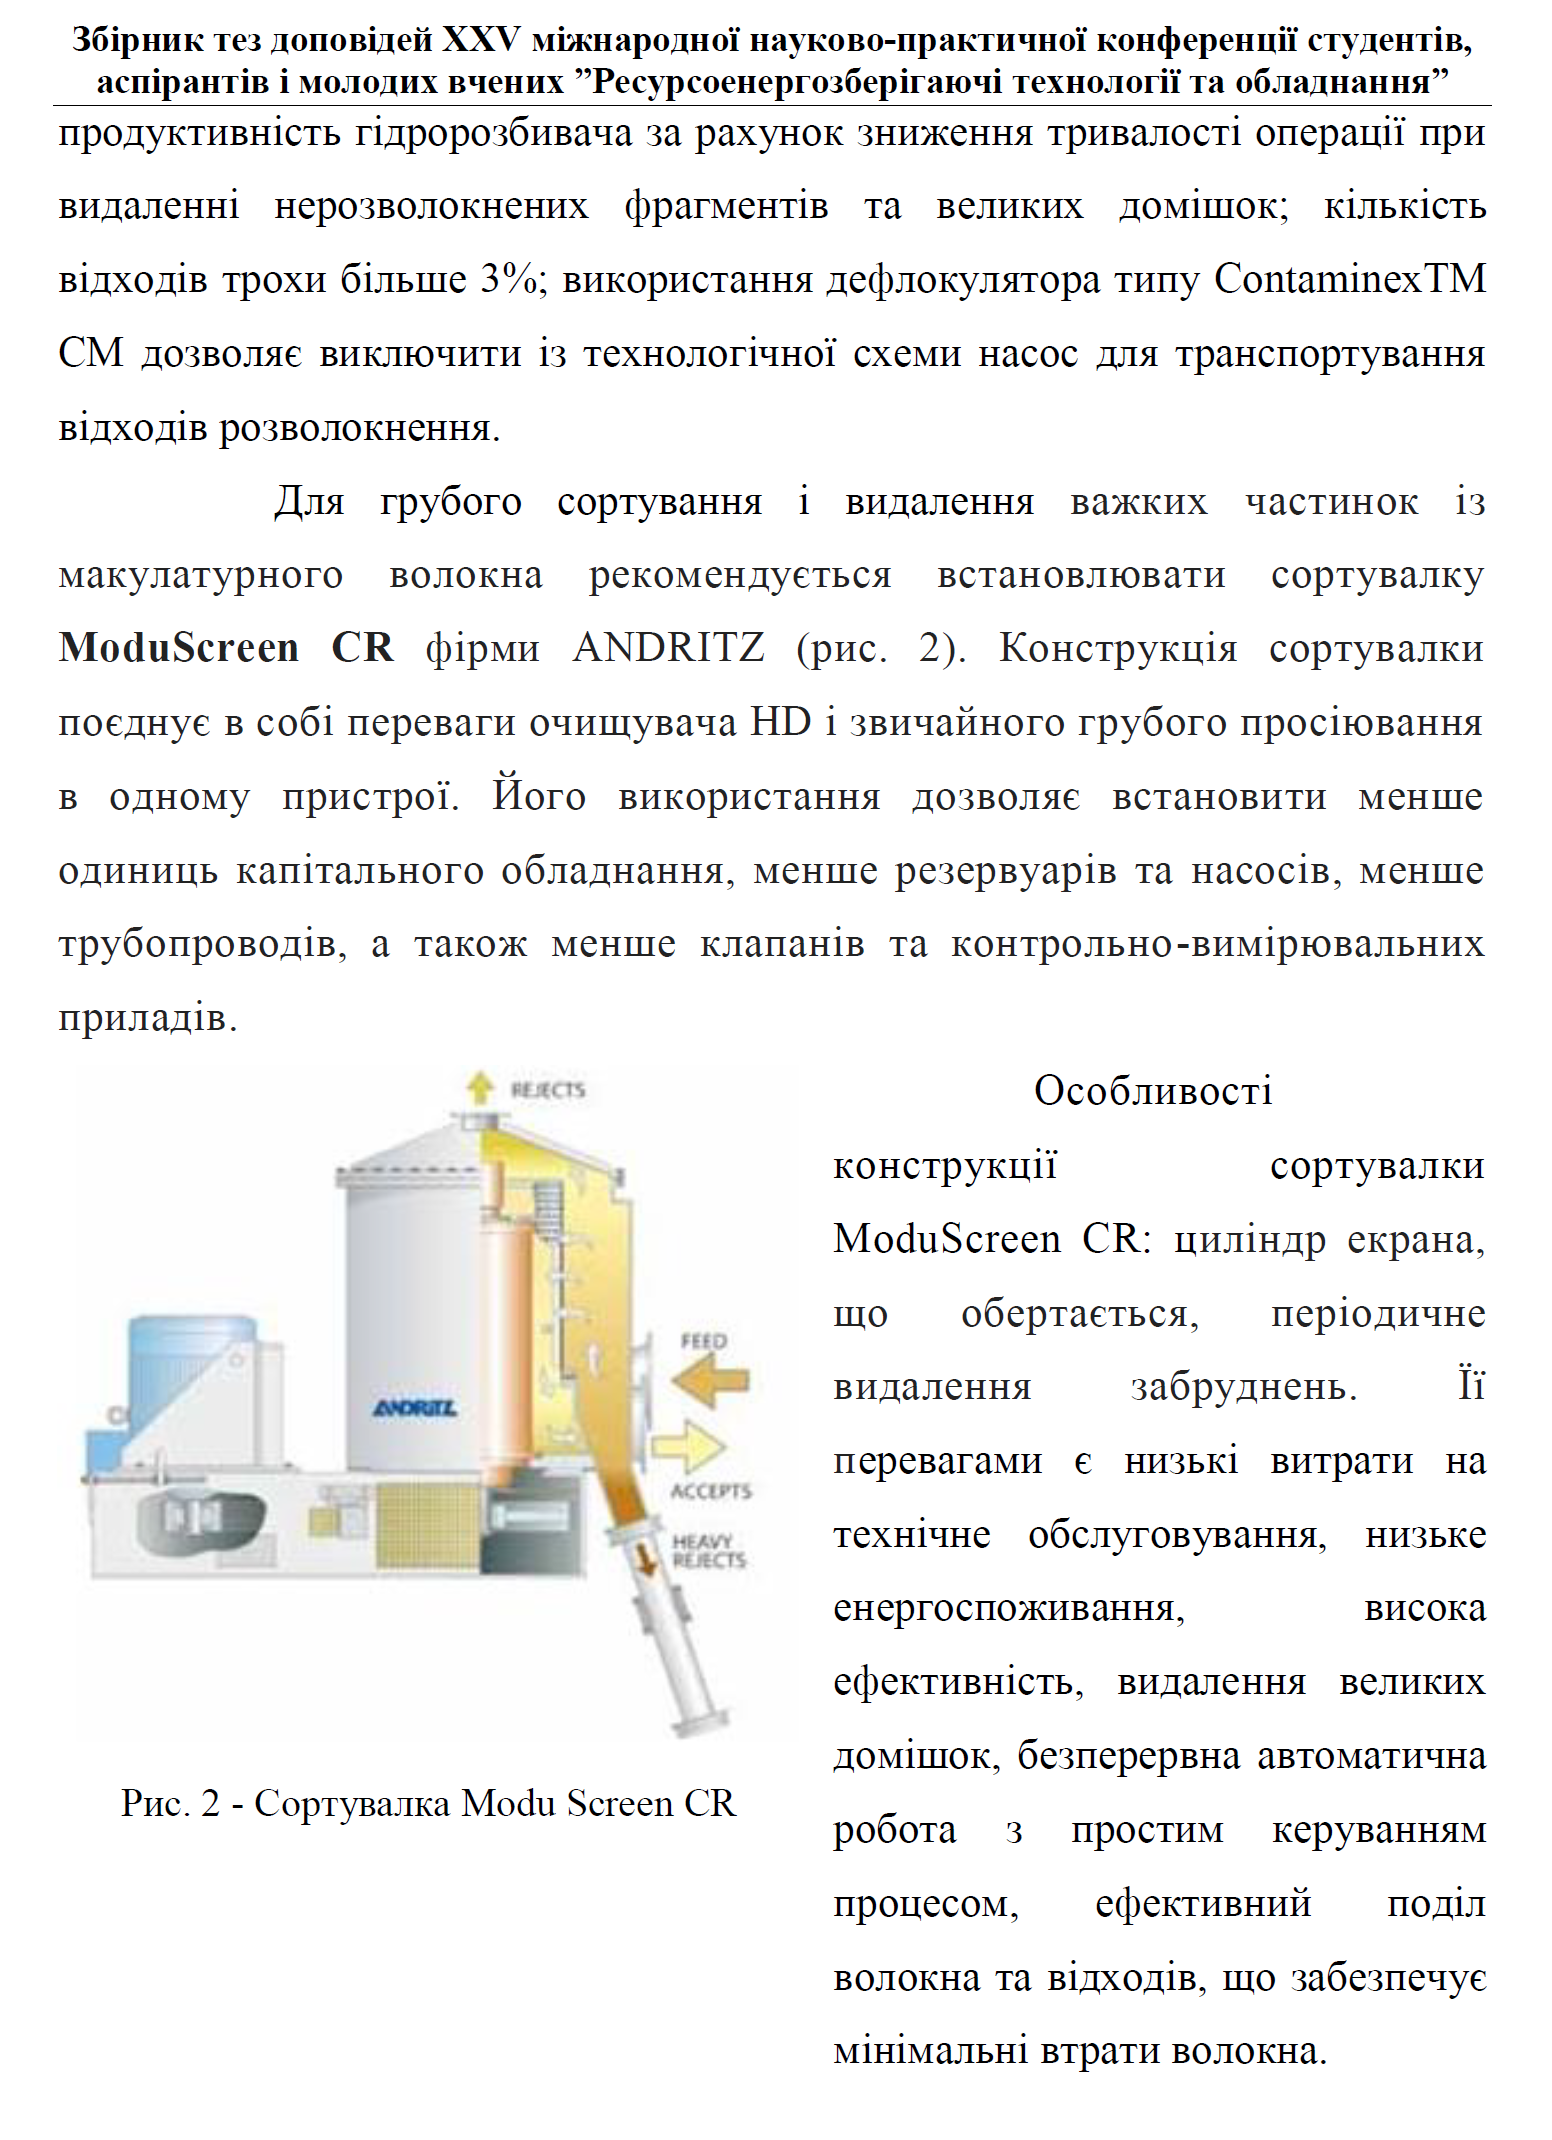 Збірник тез доповідей XXV міжнародної науково-практичної конференції студентів,
аспірантів і молодих вчених ”Ресурсоенергозберігаючі технології та обладнання”
продуктивність гідророзбивача за рахунок зниження тривалості операції при
видаленні нерозволокнених фрагментів та великих домішок; кількість
відходів трохи більше 3%; використання дефлокулятора типу ContaminexTM
CM дозволяє виключити із технологічної схеми насос для транспортування
відходів розволокнення.
Для грубого сортування і видалення важких частинок із
макулатурного волокна рекомендується встановлювати сортувалку
ModuScreen CR фірми ANDRITZ (рис. 2). Конструкція сортувалки
поєднує в собі переваги очищувача HD і звичайного грубого просіювання
в одному пристрої. Його використання дозволяє встановити менше
одиниць капітального обладнання, менше резервуарів та насосів, менше
трубопроводів, а також менше клапанів та контрольно-вимірювальних
приладів.
REJECTS
FEED
ANDRITZ
ACCEPTS
HEAVY
REJECTS
Рис. 2 - Сортувалка Modu Screen CR
Особливості
конструкції сортувалки
ModuScreen CR: циліндр екрана,
що обертається, періодичне
видалення забруднень. Її
перевагами є низькі витрати на
технічне обслуговування, низьке
енергоспоживання, висока
ефективність, видалення великих
домішок, безперервна автоматична
робота з простим керуванням
процесом, ефективний поділ
волокна та відходів, що забезпечує
мінімальні втрати волокна.